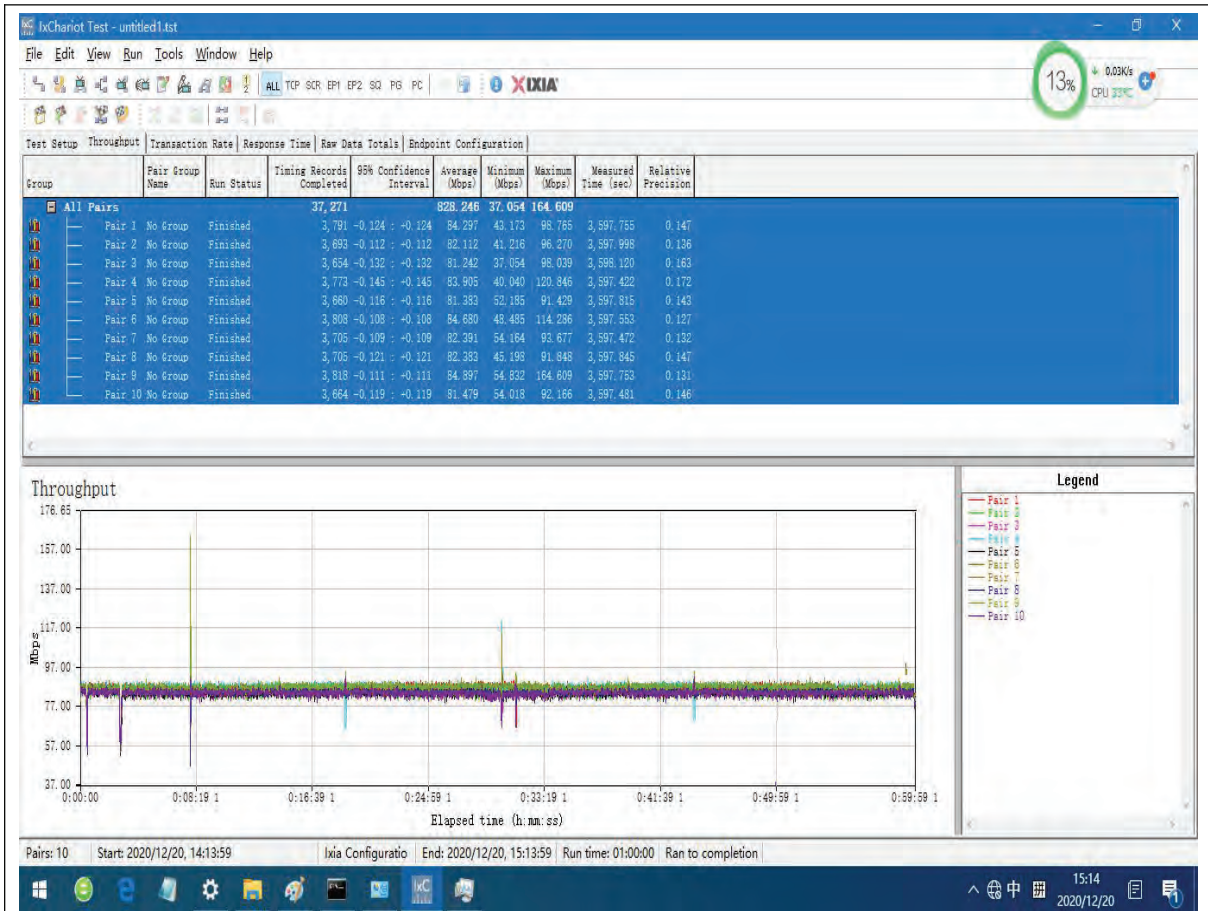 IxChariot Test - untitled1.tst
File Edit View Run Tools Window Help
ALL TCP SCR EP1 EP2 SQ PG PC XIXIA
13% 0.03K/s
CPU 33°C
Test Setup Throughput Transaction Rate Response Time Raw Data Totals Endpoint Configuration
Group Pair Group Name Run Status Timing Records Completed 95% Confidence Interval Average (Mbps) Minimum (Mbps) Maximum (Mbps) Measured Time (sec) Relative Precision
All Pairs 37,271 828.246 37.054 164.609
Pair 1 No Group Finished 3,791 -0.124 : +0.124 84.297 43.173 98.765 3,597.755 0.147
Pair 2 No Group Finished 3,693 -0.112 : +0.112 82.112 41.216 96.270 3,597.998 0.136
Pair 3 No Group Finished 3,654 -0.132 : +0.132 81.242 37.054 98.039 3,598.120 0.163
Pair 4 No Group Finished 3,773 -0.145 : +0.145 83.905 40.040 120.846 3,597.422 0.172
Pair 5 No Group Finished 3,660 -0.116 : +0.116 81.383 52.185 91.429 3,597.815 0.143
Pair 6 No Group Finished 3,808 -0.108 : +0.108 84.680 48.485 114.286 3,597.553 0.127
Pair 7 No Group Finished 3,705 -0.109 : +0.109 82.391 54.164 93.677 3,597.472 0.132
Pair 8 No Group Finished 3,705 -0.121 : +0.121 82.383 45.198 91.848 3,597.845 0.147
Pair 9 No Group Finished 3,818 -0.111 : +0.111 84.897 54.832 164.609 3,597.753 0.131
Pair 10 No Group Finished 3,664 -0.119 : +0.119 81.479 54.018 92.166 3,597.481 0.146
Throughput
176.65
157.00
137.00
117.00
97.00
77.00
57.00
37.00
Mbps
0:00:00 0:08:19 1 0:16:39 1 0:24:59 1 0:33:19 1 0:41:39 1 0:49:59 1 0:59:59 1
Elapsed time (h:mm:ss)
Legend
Pair 1
Pair 2
Pair 3
Pair 4
Pair 5
Pair 6
Pair 7
Pair 8
Pair 9
Pair 10
Pairs: 10 Start: 2020/12/20, 14:13:59 Ixia Configuratio End: 2020/12/20, 15:13:59 Run time: 01:00:00 Ran to completion
IxC
中 15:14
2020/12/20